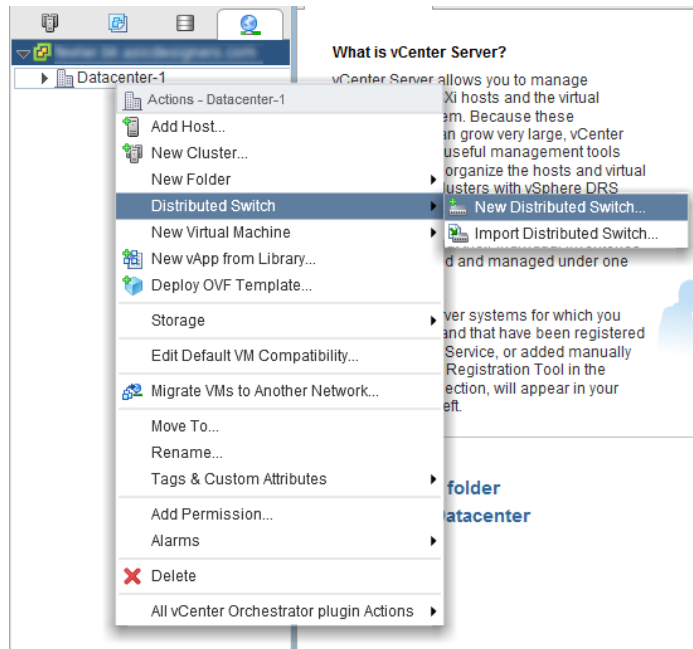 Datacenter-1
Actions - Datacenter-1
Add Host...
New Cluster...
New Folder
Distributed Switch
New Virtual Machine
New vApp from Library...
Deploy OVF Template...
Storage
Edit Default VM Compatibility...
Migrate VMs to Another Network...
Move To...
Rename...
Tags & Custom Attributes
Add Permission...
Alarms
Delete
All vCenter Orchestrator plugin Actions
New Distributed Switch...
Import Distributed Switch...
What is vCenter Server?
vCenter Server allows you to manage
Xi hosts and the virtual
em. Because these
n grow very large, vCenter
useful management tools
organize the hosts and virtual
usters with vSphere DRS
d and managed under one
ver systems for which you
and that have been registered
Service, or added manually
Registration Tool in the
ection, will appear in your
eft.
folder
atacenter